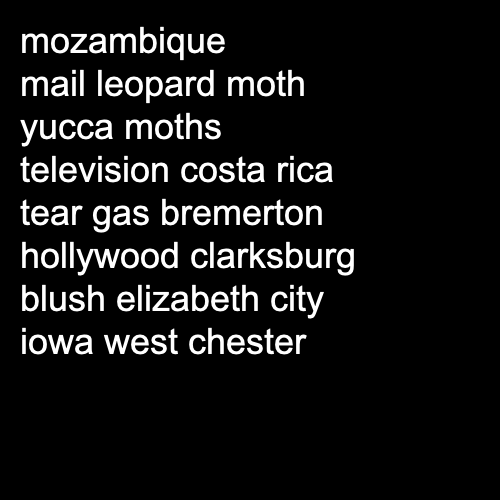 mozambique
mail leopard moth
yucca moths
television costa rica
tear gas bremerton
hollywood clarksburg
blush elizabeth city
iowa west chester